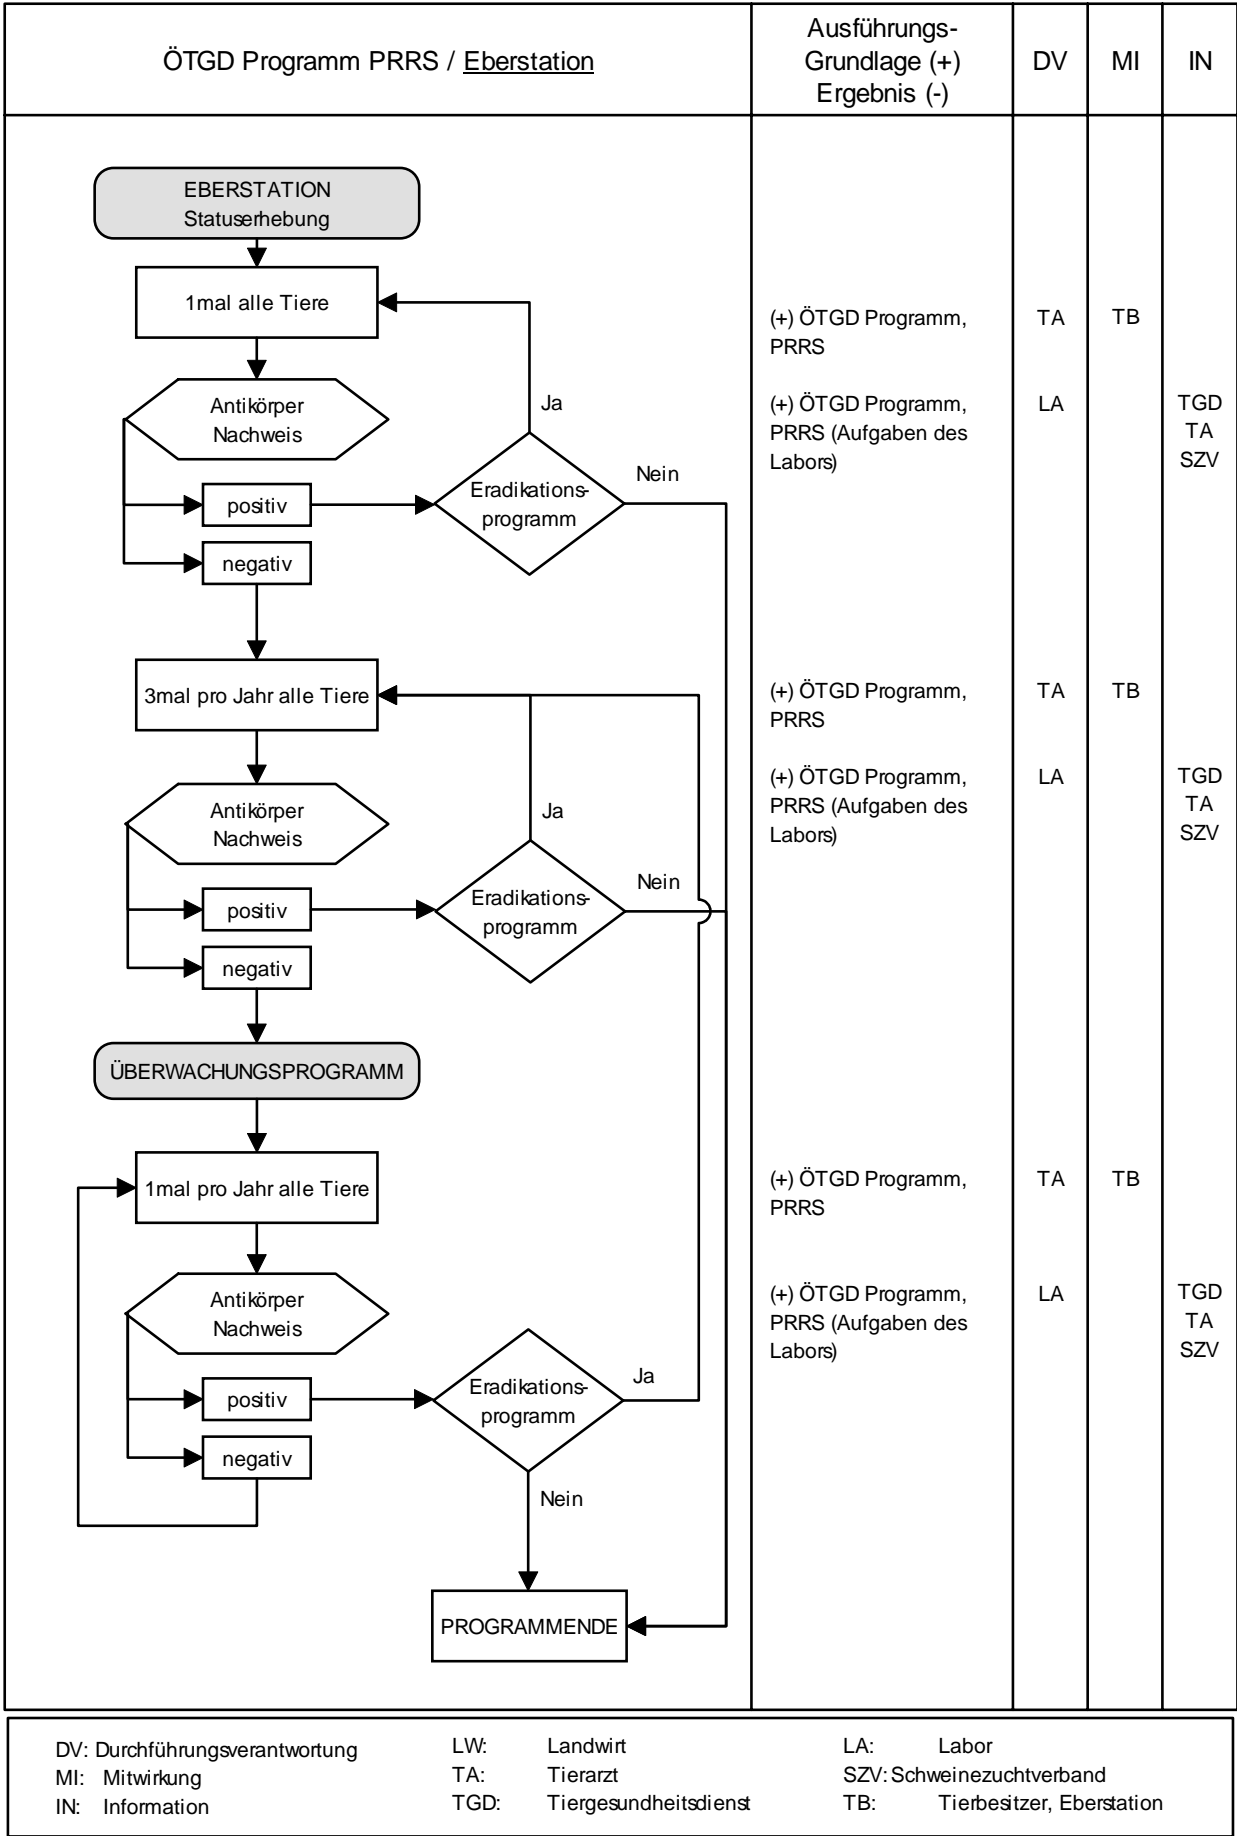 ÖTGD Programm PRRS / Eberstation
Ausführungs-
Grundlage (+)
Ergebnis (-)
DV
MI
IN
EBERSTATION
Statuserhebung
1mal alle Tiere
(+) ÖTGD Programm,
PRRS
TA
TB
Antikörper
Nachweis
Ja
(+) ÖTGD Programm,
PRRS (Aufgaben des
Labors)
LA
TGD
TA
SZV
Nein
positiv
Eradikations-
programm
negativ
3mal pro Jahr alle Tiere
(+) ÖTGD Programm,
PRRS
TA
TB
Antikörper
Nachweis
Ja
(+) ÖTGD Programm,
PRRS (Aufgaben des
Labors)
LA
TGD
TA
SZV
Nein
positiv
Eradikations-
programm
negativ
ÜBERWACHUNGSPROGRAMM
1mal pro Jahr alle Tiere
(+) ÖTGD Programm,
PRRS
TA
TB
Antikörper
Nachweis
(+) ÖTGD Programm,
PRRS (Aufgaben des
Labors)
LA
TGD
TA
SZV
Ja
positiv
Eradikations-
programm
negativ
Nein
PROGRAMMENDE
DV: Durchführungsverantwortung
MI: Mitwirkung
IN: Information
LW: Landwirt
TA: Tierarzt
TGD: Tiergesundheitsdienst
LA: Labor
SZV: Schweinezuchtverband
TB: Tierbesitzer, Eberstation